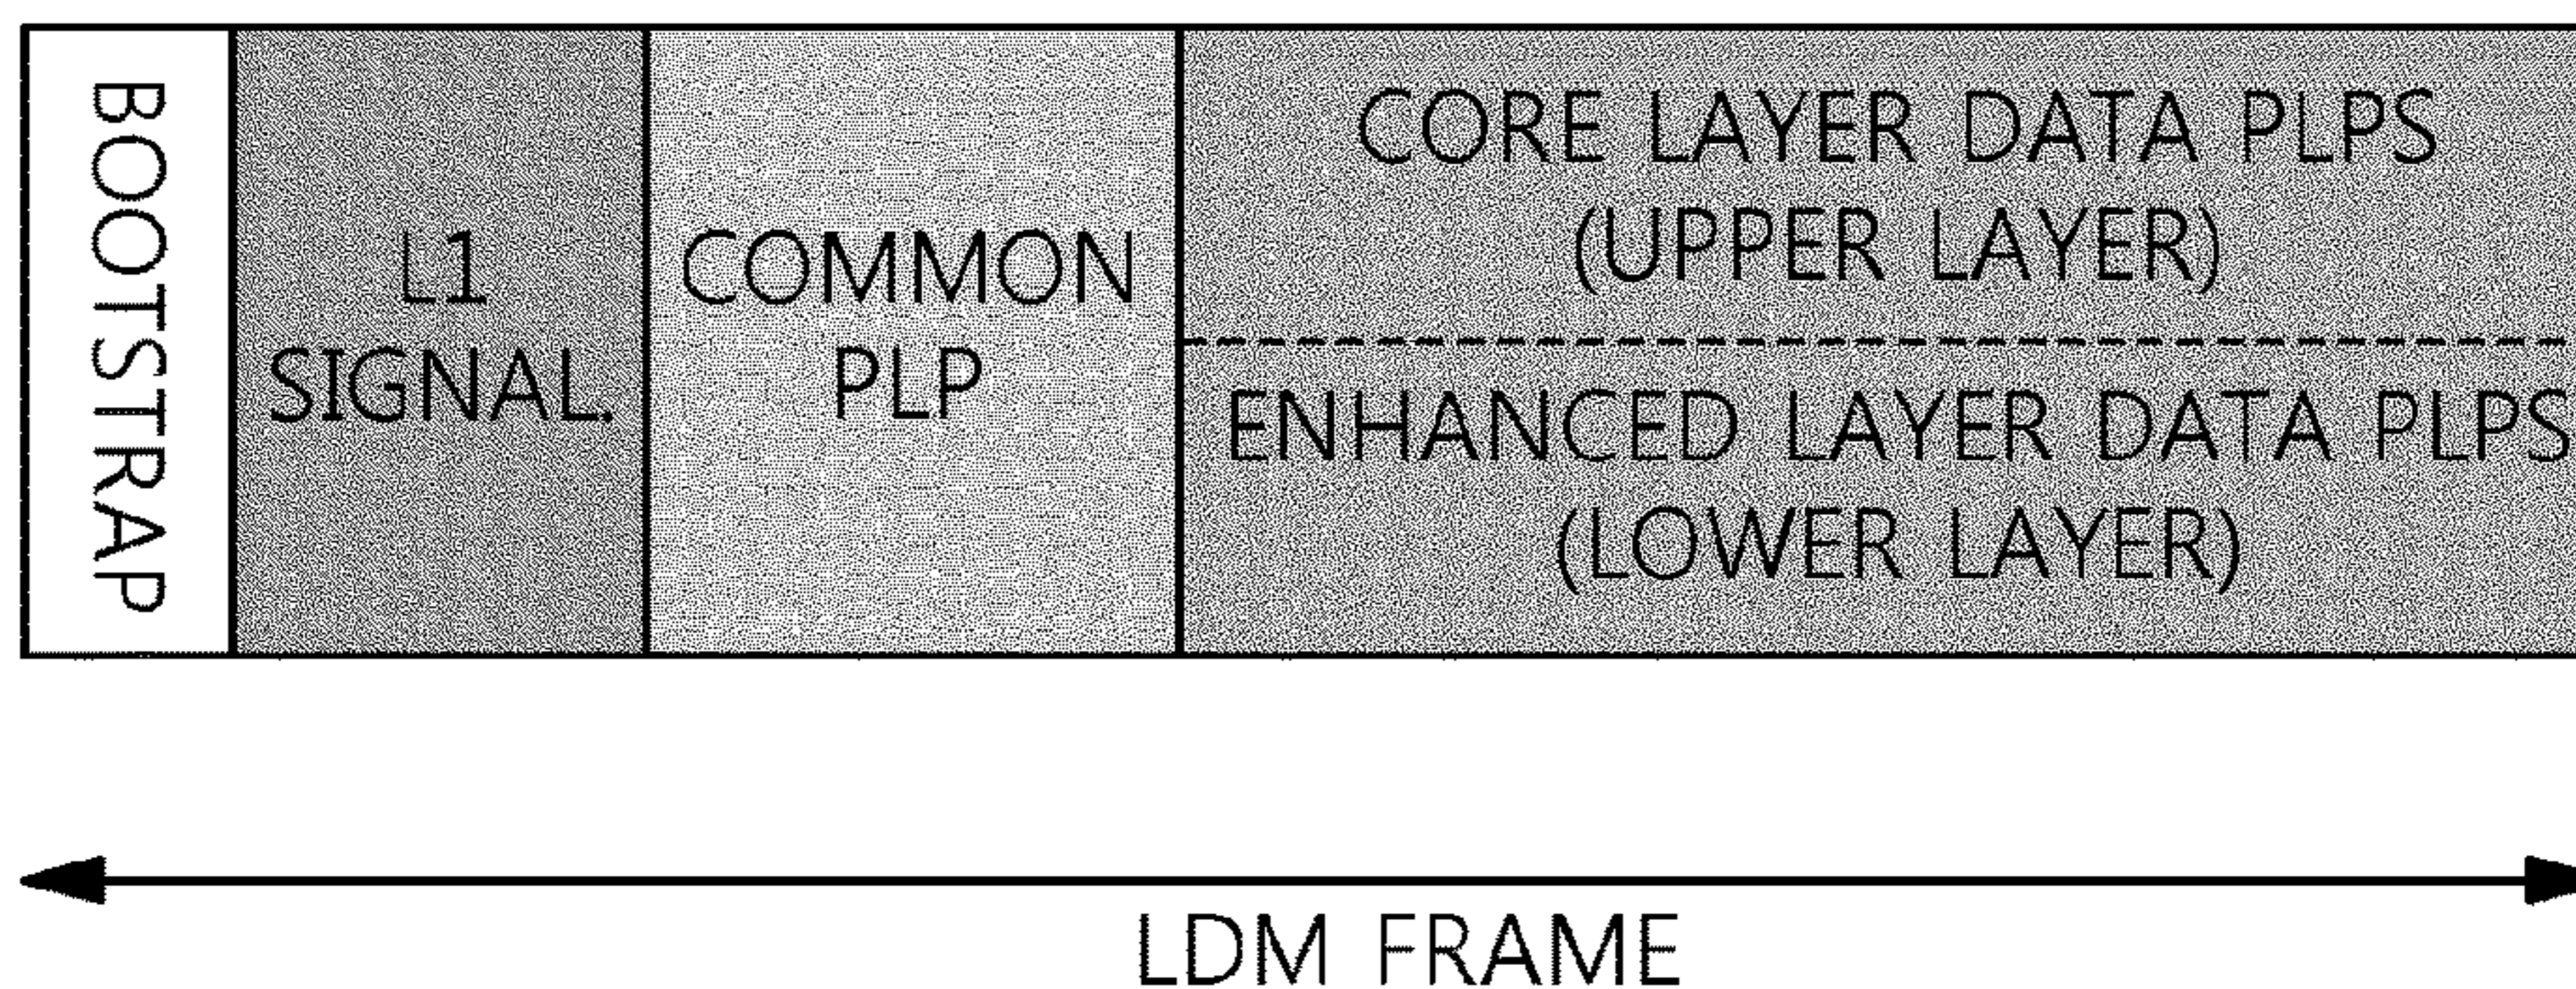 BOOTSTRAP
L1
SIGNAL.
COMMON
PLP
CORE LAYER DATA PLPS
(UPPER LAYER)
ENHANCED LAYER DATA PLPS
(LOWER LAYER)
LDM FRAME